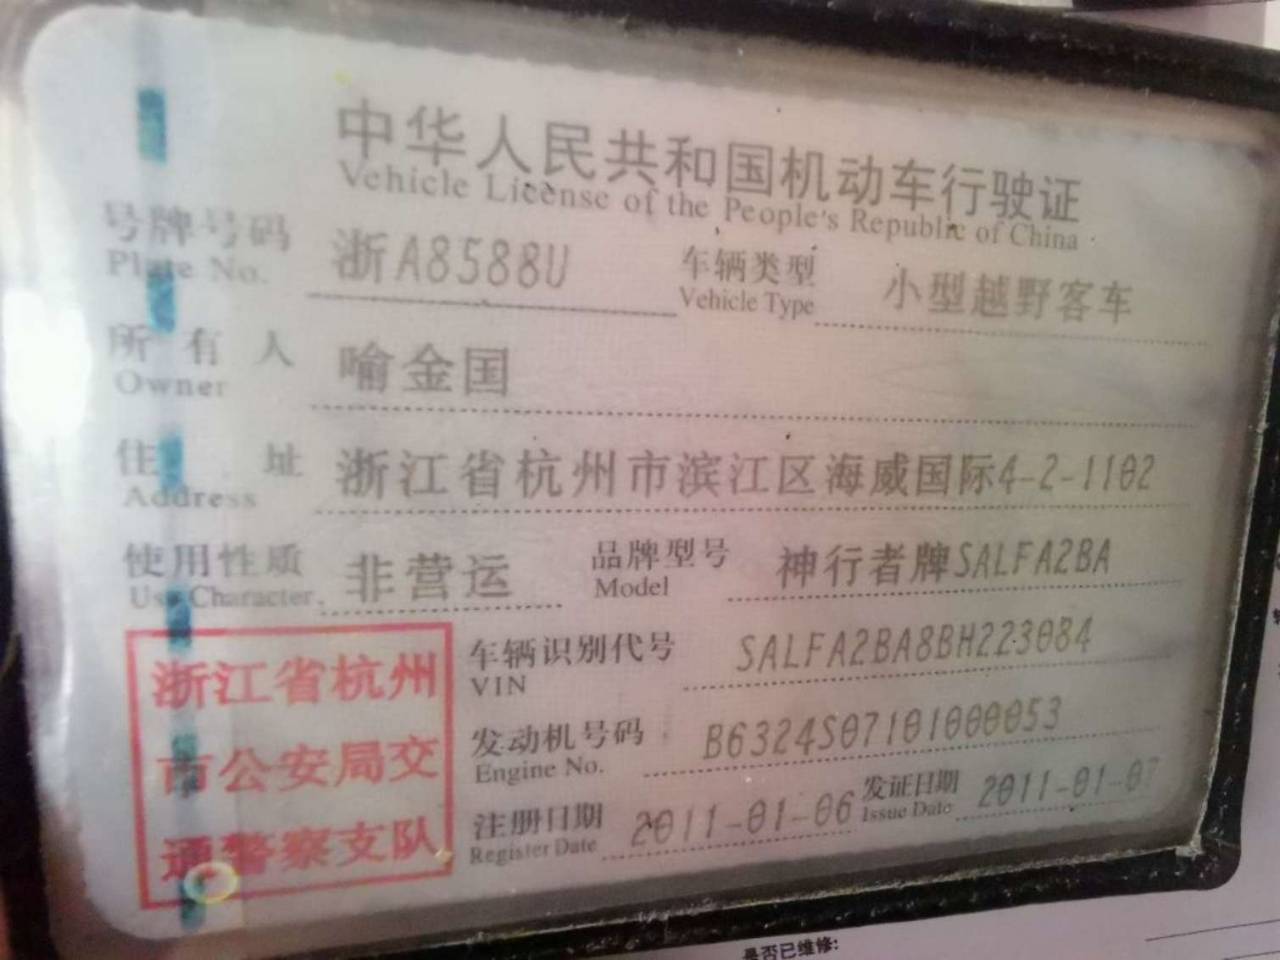 中华人民共和国机动车行驶证
Vehicle License of the People's Republic of China
号牌号码 浙A8588U 车辆类型 小型越野客车
Plate No. Vehicle Type
所有人 喻金国
Owner
住址 浙江省杭州市滨江区海威国际4-2-1102
Address
使用性质 非营运 品牌型号 神行者牌SALFA2BA
Use Character Model
车辆识别代号 SALFA2BA8BH223084
VIN
发动机号码 B6324S07101000053
Engine No.
注册日期 2011-01-06 发证日期 2011-01-07
Register Date Issue Date
浙江省杭州
市公安局交
通警察支队
是否已维修: